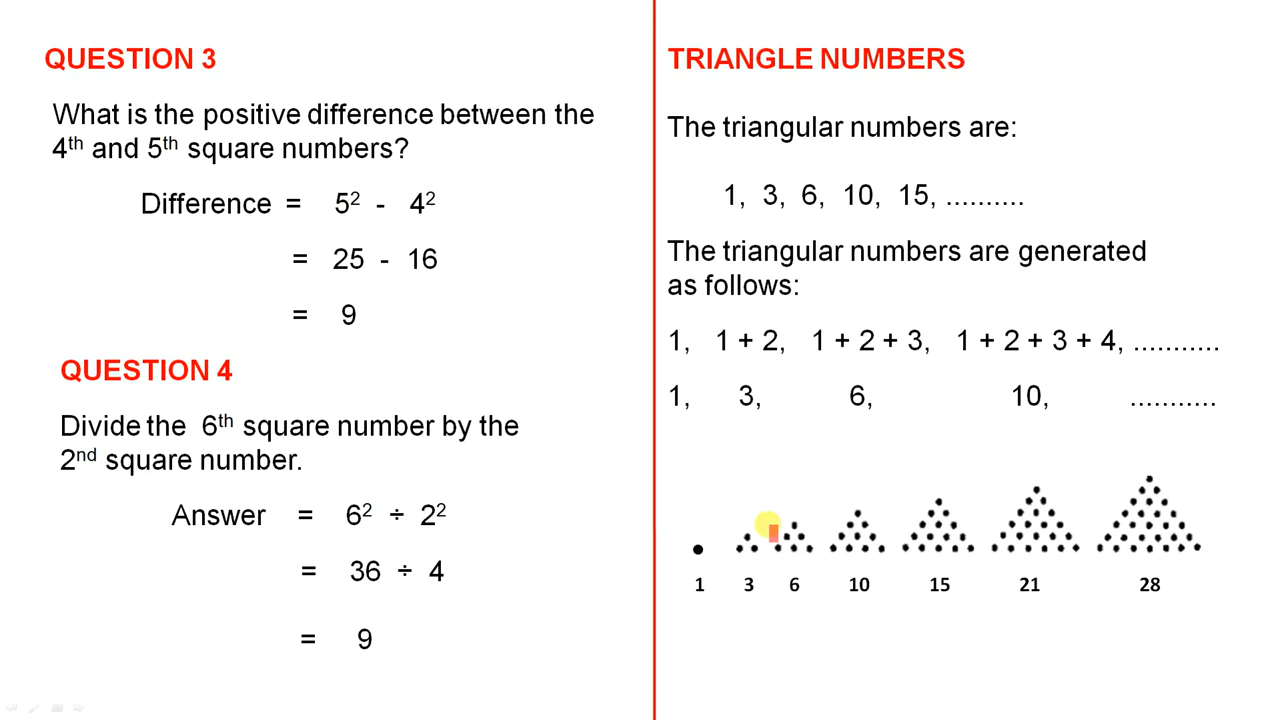 QUESTION 3
What is the positive difference between the
4th and 5th square numbers?
Difference = 5² - 4²
= 25 - 16
= 9
QUESTION 4
Divide the 6th square number by the
2nd square number.
Answer = 6² ÷ 2²
= 36 ÷ 4
= 9
TRIANGLE NUMBERS
The triangular numbers are:
1, 3, 6, 10, 15, ..........
The triangular numbers are generated
as follows:
1, 1 + 2, 1 + 2 + 3, 1 + 2 + 3 + 4, ...........
1, 3, 6, 10, ...........
1 3 6 10 15 21 28